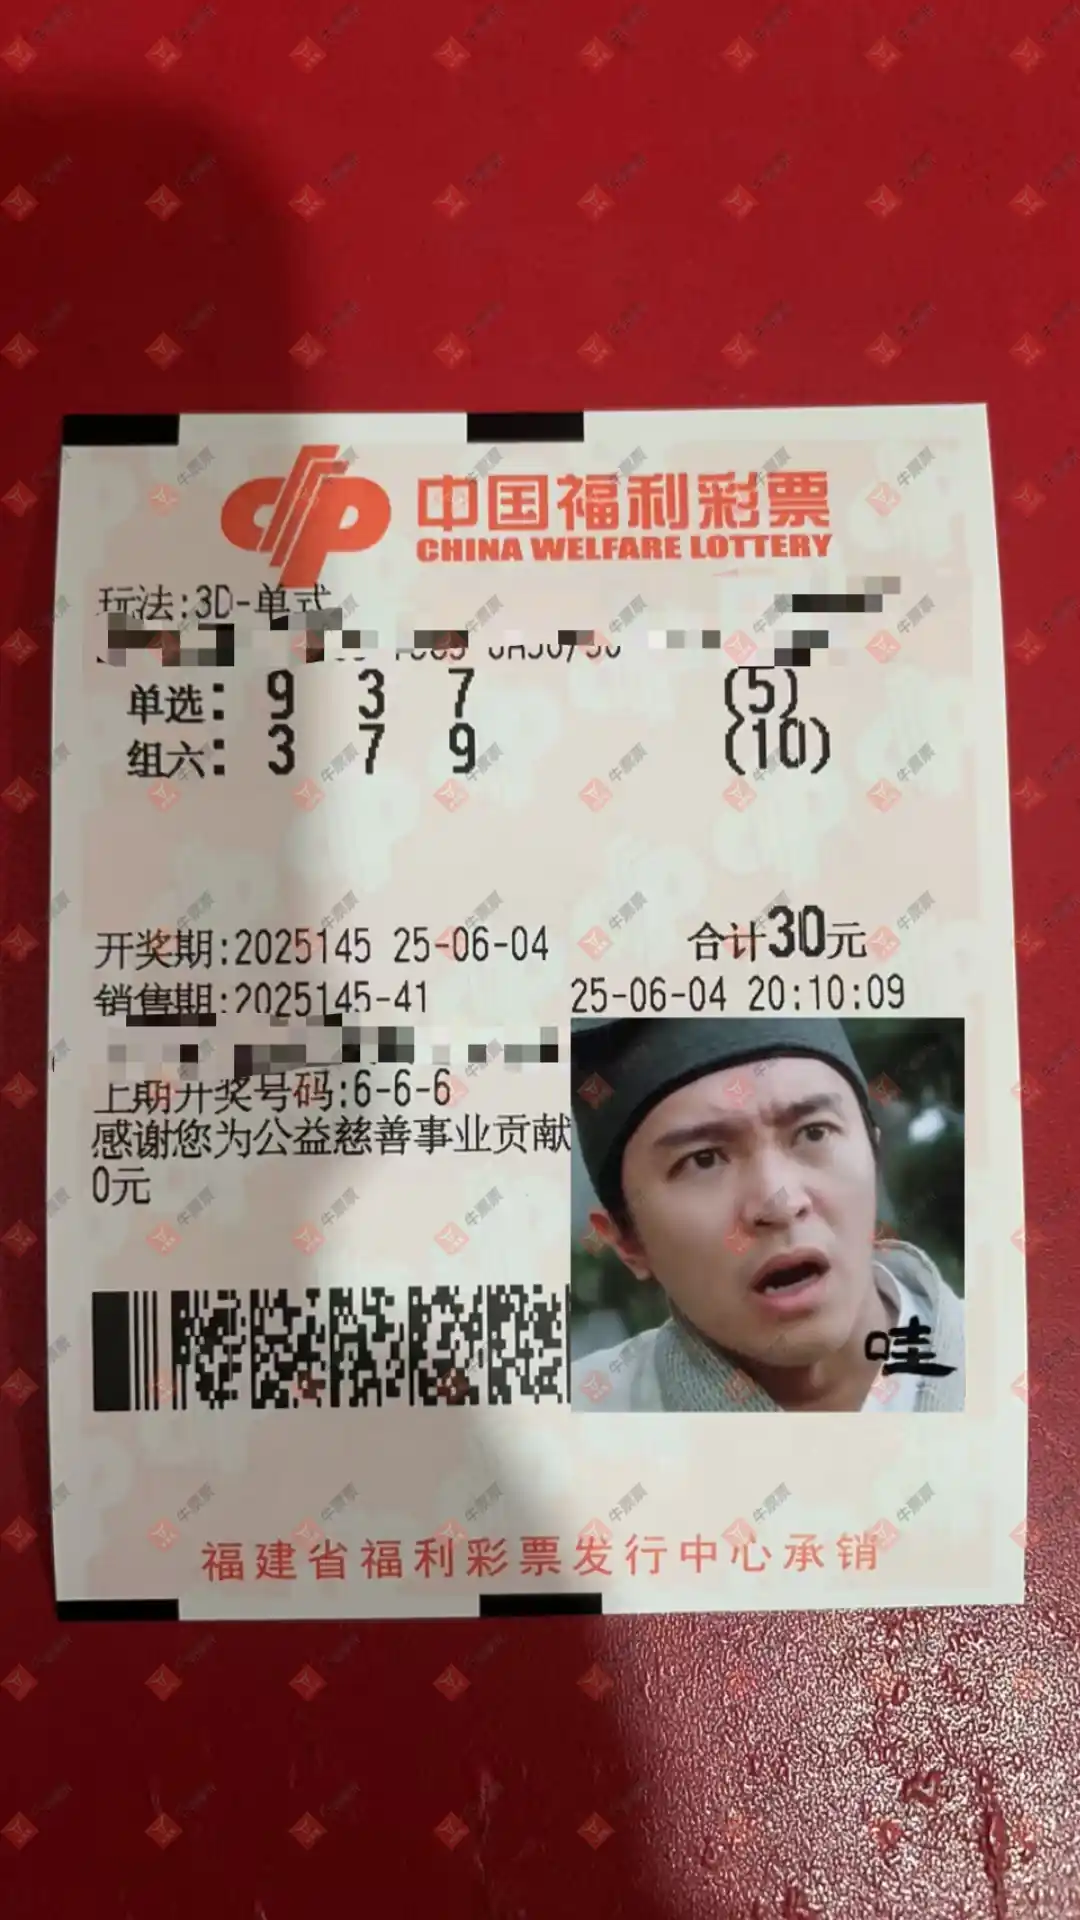 中国福利彩票
CHINA WELFARE LOTTERY
玩法:3D-单式
单选: 9 3 7 (5)
组六: 3 7 9 (10)
开奖期:2025145 25-06-04 合计30元
销售期:2025145-41 25-06-04 20:10:09
上期开奖号码:6-6-6
感谢您为公益慈善事业贡献
0元
哇
福建省福利彩票发行中心承销
牛票票